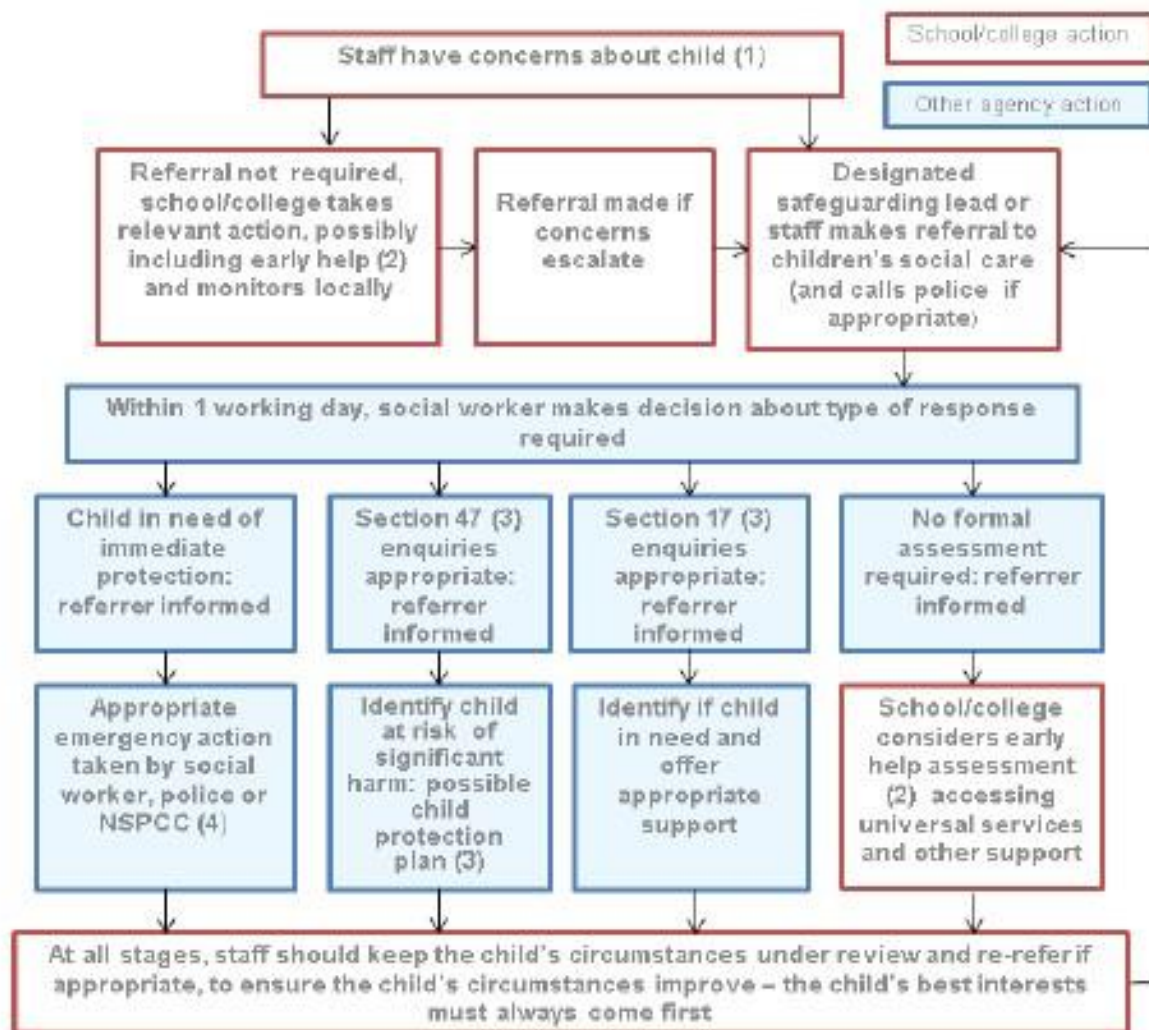 School/college action
Staff have concerns about child (1)
Other agency action
Referral not required,
school/college takes
relevant action, possibly
including early help (2)
and monitors locally
Referral made if
concerns
escalate
Designated
safeguarding lead or
staff makes referral to
children's social care
(and calls police if
appropriate)
Within 1 working day, social worker makes decision about type of response
required
Child in need of
immediate
protection:
referrer informed
Section 47 (3)
enquiries
appropriate:
referrer
informed
Section 17 (3)
enquiries
appropriate:
referrer
informed
No formal
assessment
required: referrer
informed
Appropriate
emergency action
taken by social
worker, police or
NSPCC (4)
Identify child
at risk of
significant
harm: possible
child
protection
plan (3)
Identify if child
in need and
offer
appropriate
support
School/college
considers early
help assessment
(2) accessing
universal services
and other support
At all stages, staff should keep the child's circumstances under review and re-refer if
appropriate, to ensure the child's circumstances improve – the child's best interests
must always come first